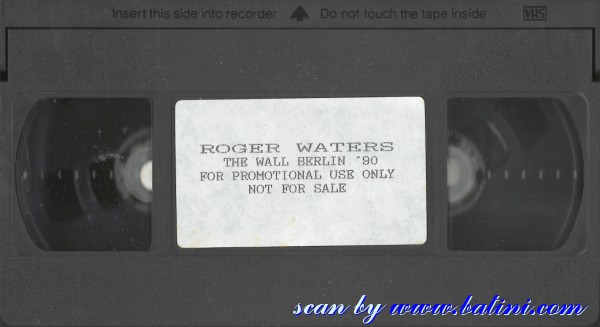 Insert this side into recorder Do not touch the tape inside VHS
ROGER WATERS
THE WALL BERLIN ´90
FOR PROMOTIONAL USE ONLY
NOT FOR SALE
scan by www.batini.com